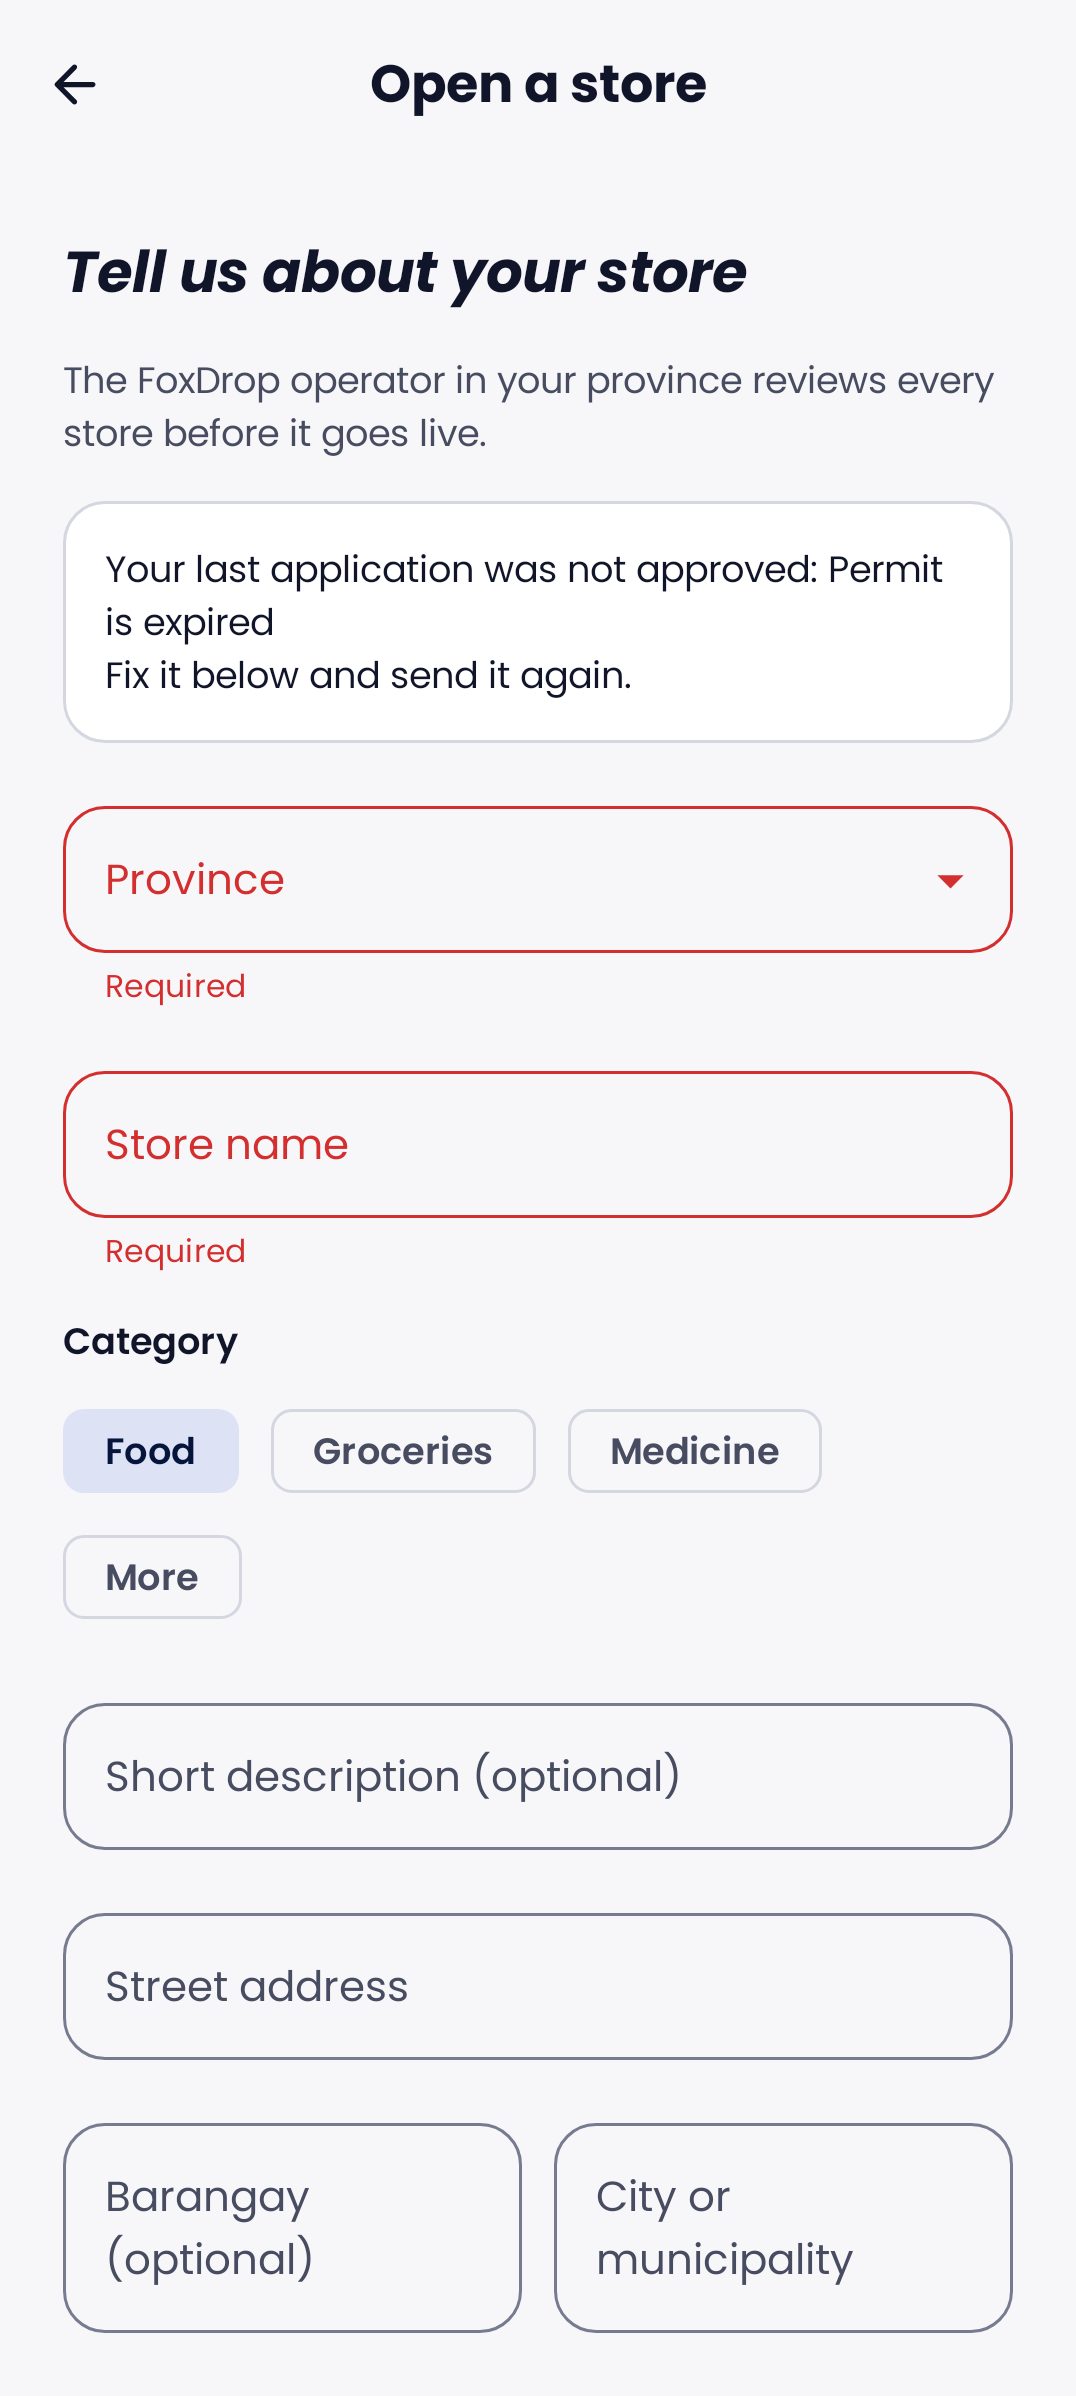 Open a store
Tell us about your store
The FoxDrop operator in your province reviews every
store before it goes live.
Your last application was not approved: Permit
is expired
Fix it below and send it again.
Province
Required
Store name
Required
Category
Food
Groceries
Medicine
More
Short description (optional)
Street address
Barangay
(optional)
City or
municipality